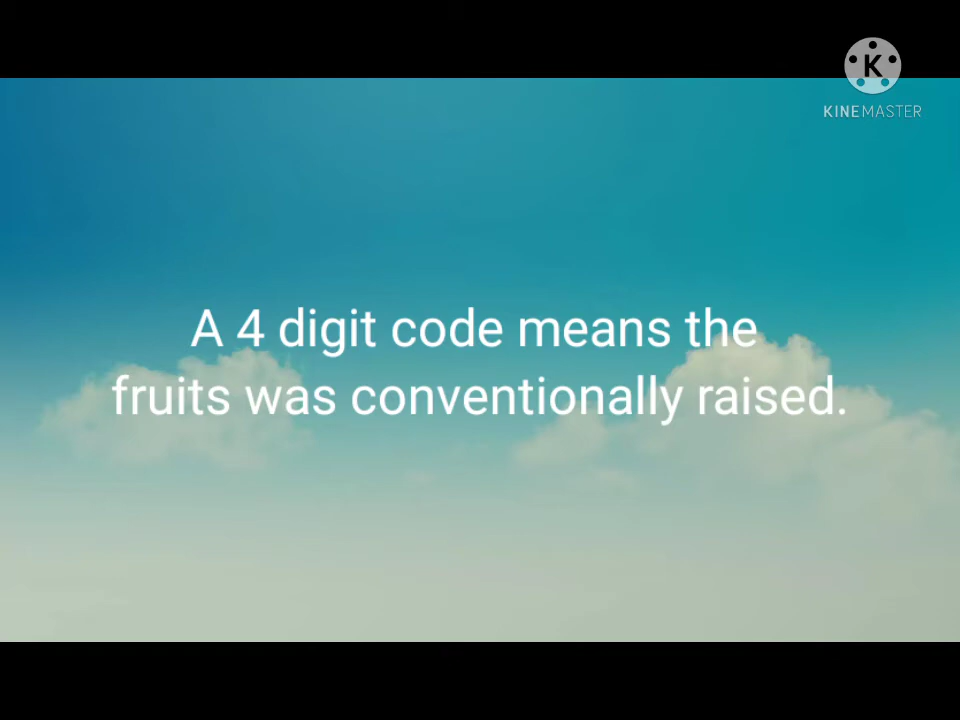 K
KINEMASTER
A 4 digit code means the
fruits was conventionally raised.